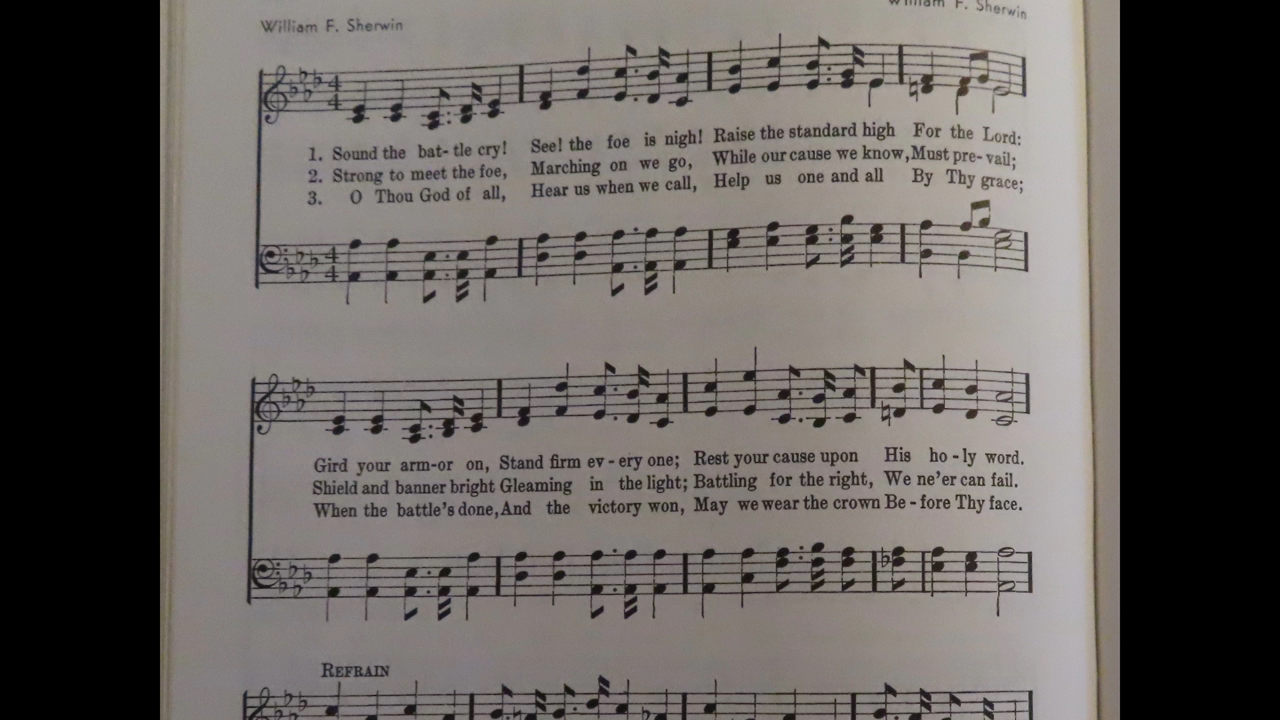 William F. Sherwin
William F. Sherwin
4
4
1. Sound the bat-tle cry! See! the foe is nigh! Raise the standard high For the Lord:
2. Strong to meet the foe, Marching on we go, While our cause we know, Must pre-vail;
3. O Thou God of all, Hear us when we call, Help us one and all By Thy grace;
4
4
Gird your arm-or on, Stand firm ev-ery one; Rest your cause upon His ho-ly word.
Shield and banner bright Gleaming in the light; Battling for the right, We ne'er can fail.
When the battle's done, And the victory won, May we wear the crown Be-fore Thy face.
REFRAIN